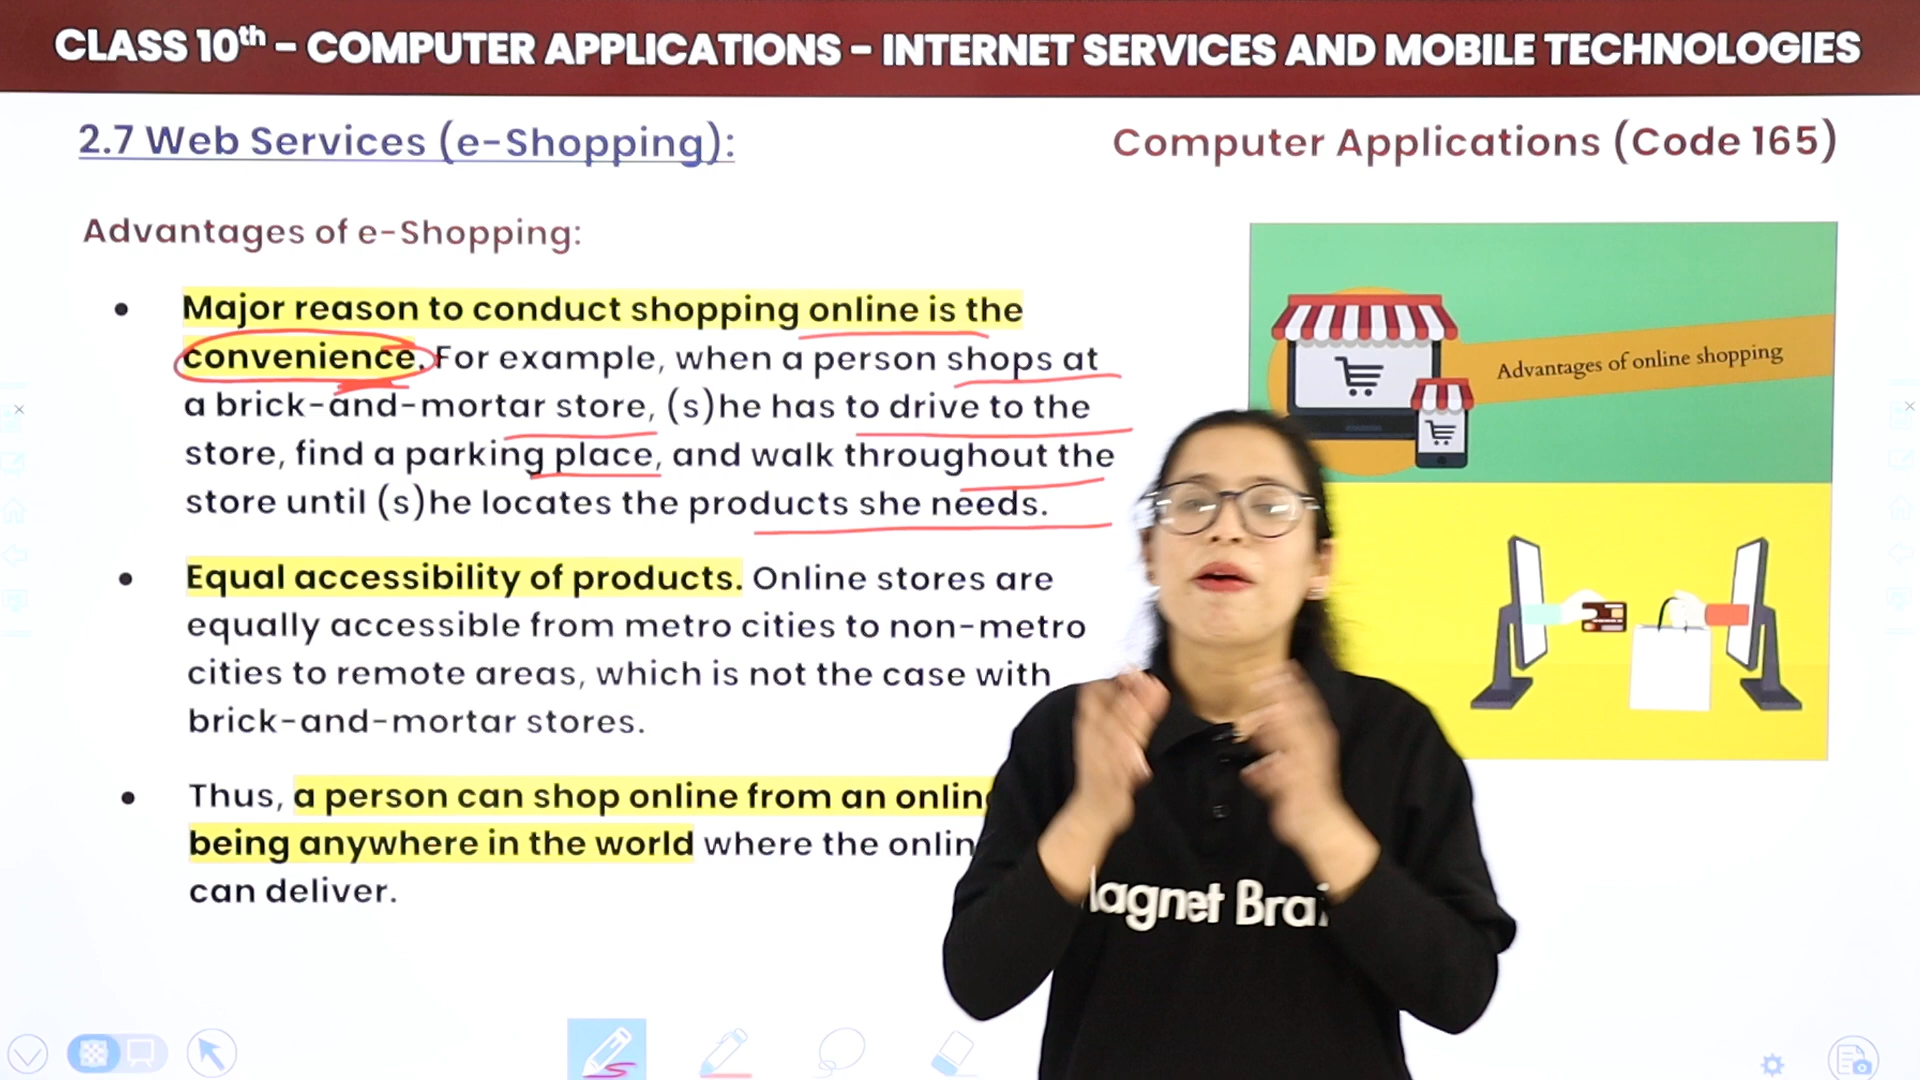 CLASS 10th – COMPUTER APPLICATIONS – INTERNET SERVICES AND MOBILE TECHNOLOGIES
2.7 Web Services (e-Shopping):
Computer Applications (Code 165)
Advantages of e-Shopping:
• Major reason to conduct shopping online is the
convenience. For example, when a person shops at
a brick-and-mortar store, (s)he has to drive to the
store, find a parking place, and walk throughout the
store until (s)he locates the products she needs.
• Equal accessibility of products. Online stores are
equally accessible from metro cities to non-metro
cities to remote areas, which is not the case with
brick-and-mortar stores.
• Thus, a person can shop online from an onlin
being anywhere in the world where the onlin
can deliver.
Advantages of online shopping
agnet Bra